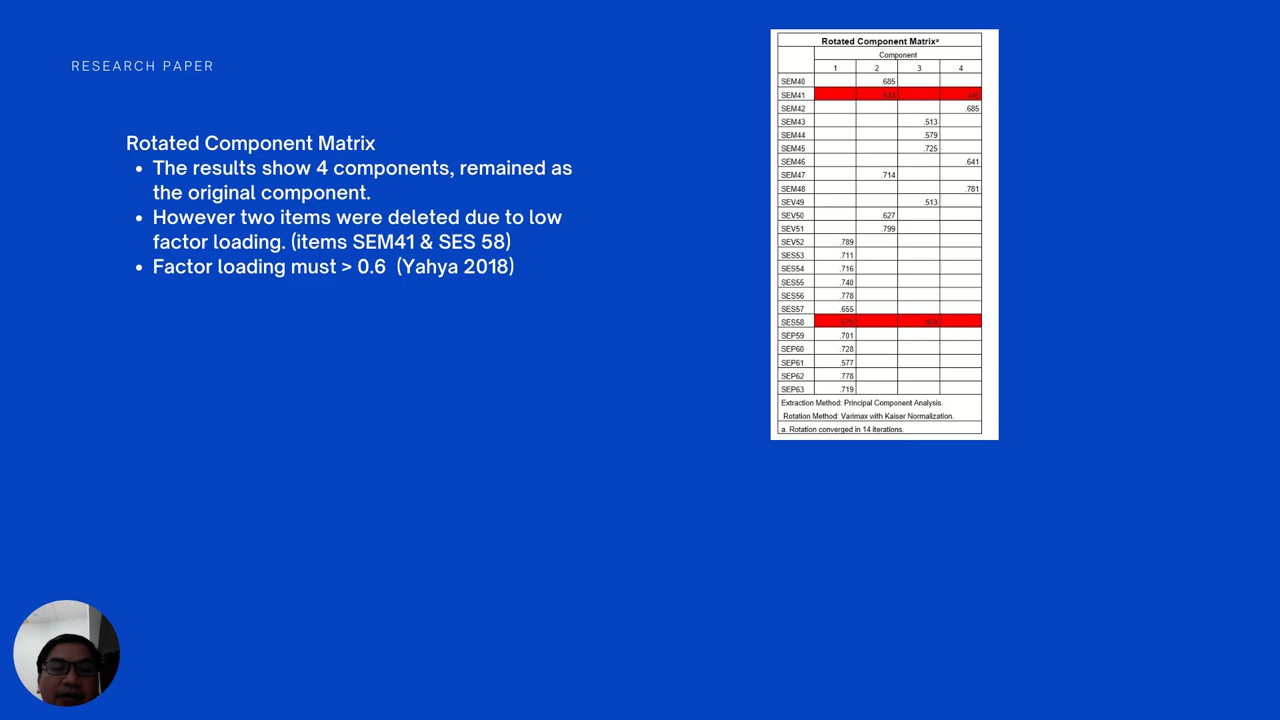 RESEARCH PAPER
Rotated Component Matrix
• The results show 4 components, remained as
the original component.
• However two items were deleted due to low
factor loading. (items SEM41 & SES 58)
• Factor loading must > 0.6 (Yahya 2018)
Rotated Component Matrixª
Component
1 2 3 4
SEM40 .685
SEM41
SEM42 .685
SEM43 .513
SEM44 .579
SEM45 .725
SEM46 .641
SEM47 .714
SEM48 .781
SEV49 .513
SEV50 .627
SEV51 .799
SEV52 .789
SES53 .711
SES54 .716
SES55 .740
SES56 .778
SES57 .655
SES58
SEP59 .701
SEP60 .728
SEP61 .577
SEP62 .778
SEP63 .719
Extraction Method: Principal Component Analysis.
Rotation Method: Varimax with Kaiser Normalization.
a. Rotation converged in 14 iterations.